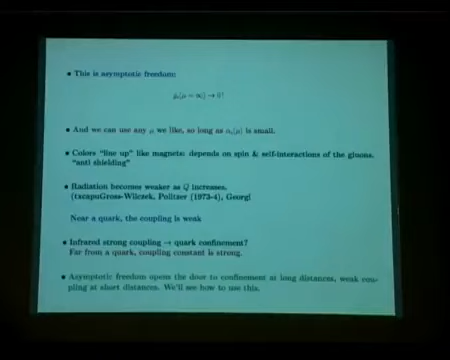 • This is asymptotic freedom:
gₛ(μ = ∞) → 0!
• And we can use any μ we like, so long as αₛ(μ) is small.
• Colors "line up" like magnets: depends on spin & self-interactions of the gluons.
"anti shielding"
• Radiation becomes weaker as Q increases.
(txcapuGross-Wilczek, Politzer (1973-4), Georgi
Near a quark, the coupling is weak
• Infrared strong coupling → quark confinement?
Far from a quark, coupling constant is strong.
• Asymptotic freedom opens the door to confinement at long distances, weak cou-
pling at short distances. We'll see how to use this.